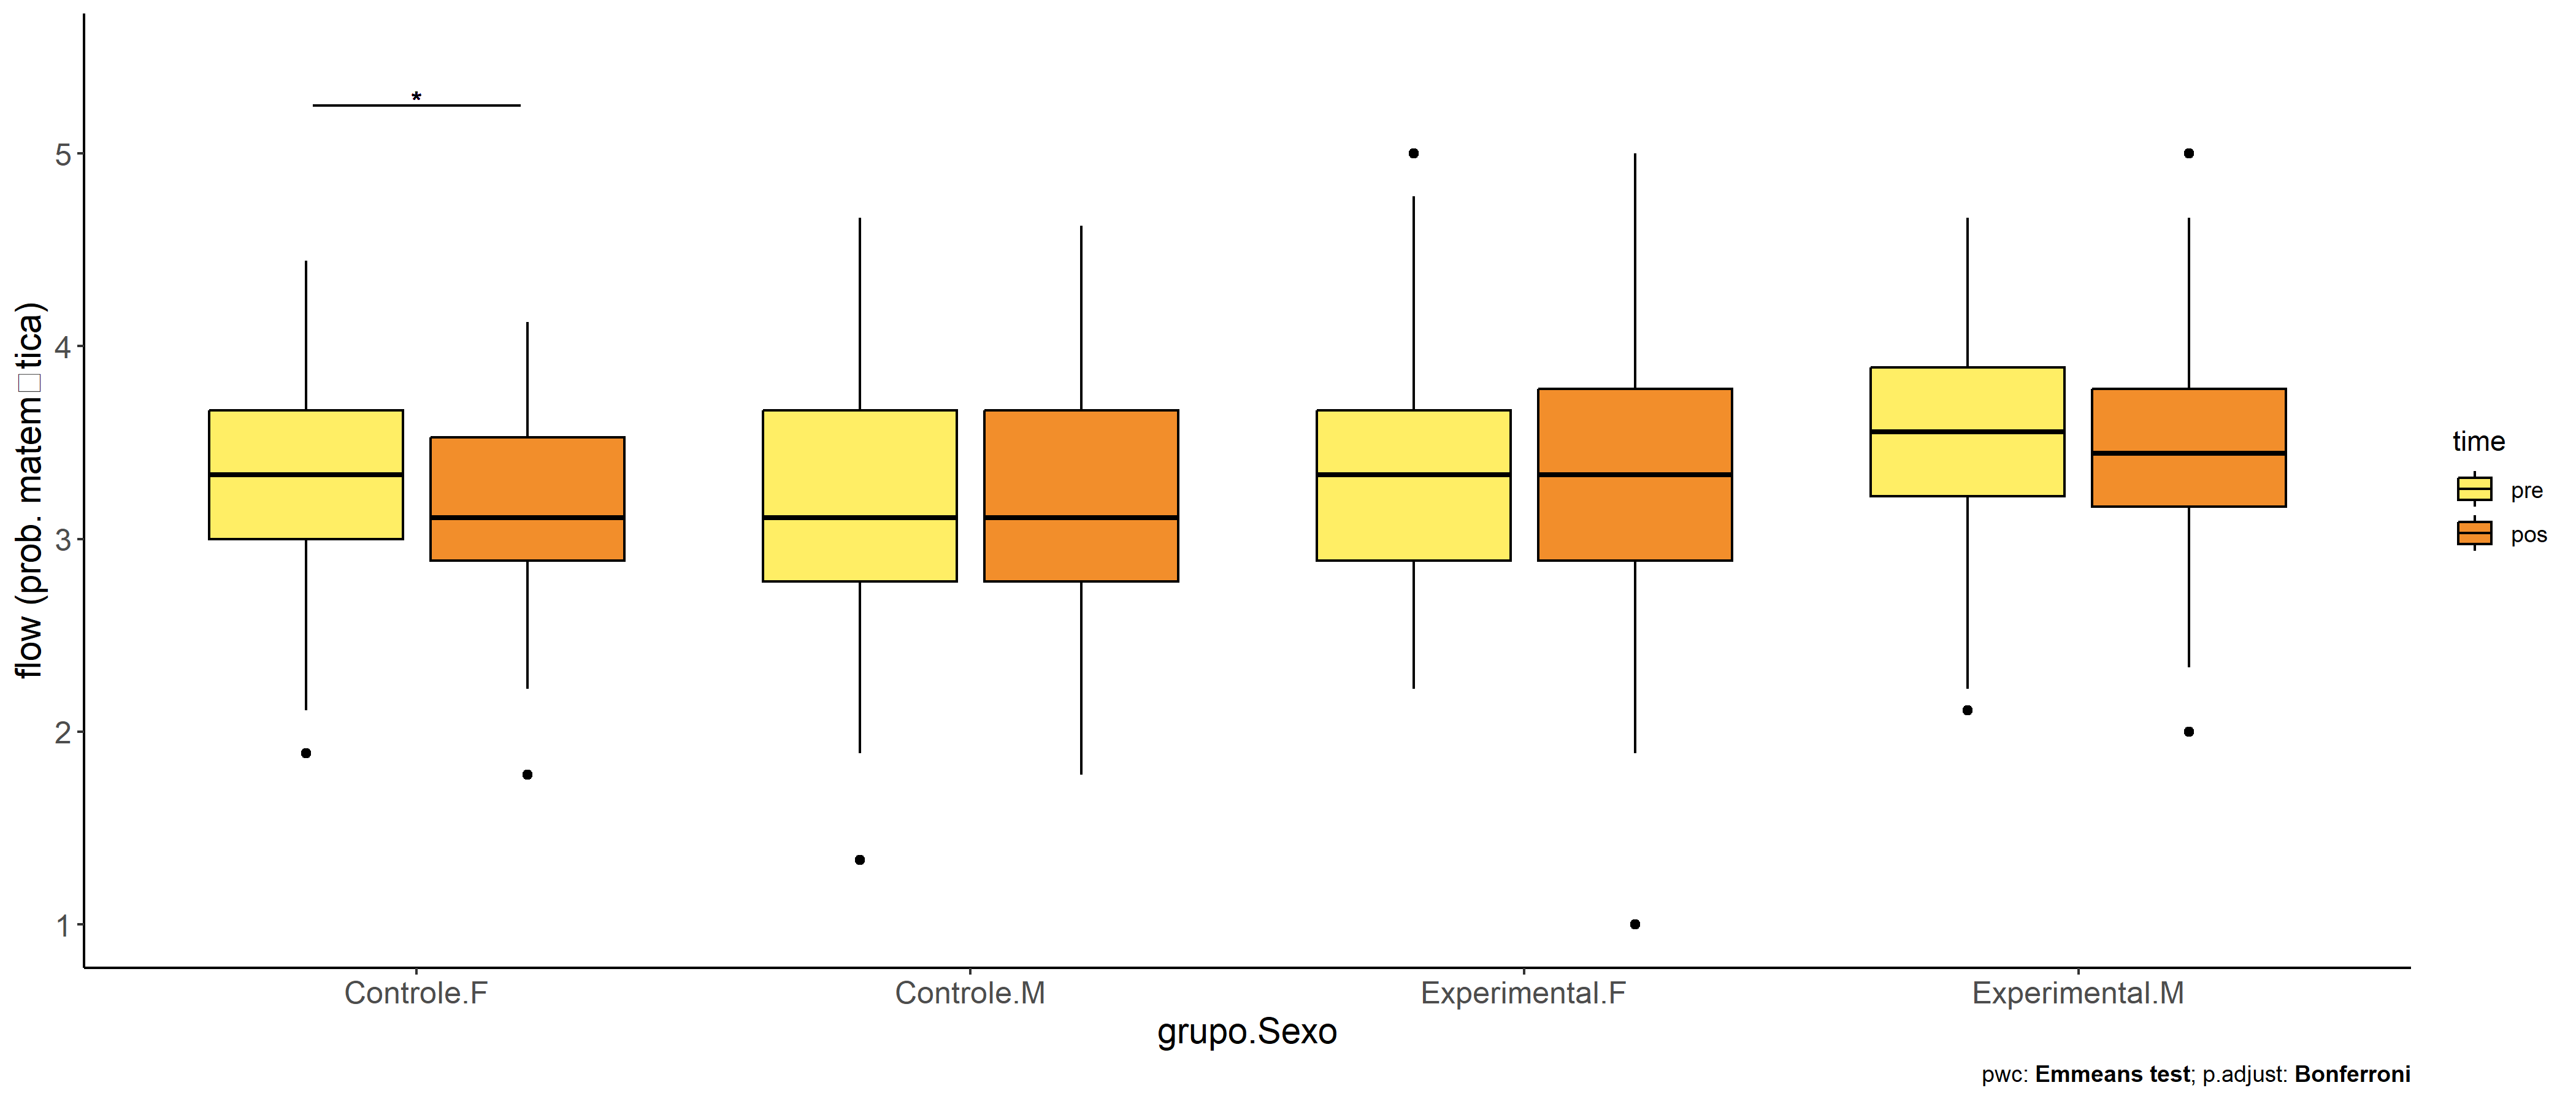 *
5
4
3
2
1
flow (prob. matem□tica)
Controle.F
Controle.M
Experimental.F
Experimental.M
grupo.Sexo
time
pre
pos
pwc: Emmeans test; p.adjust: Bonferroni